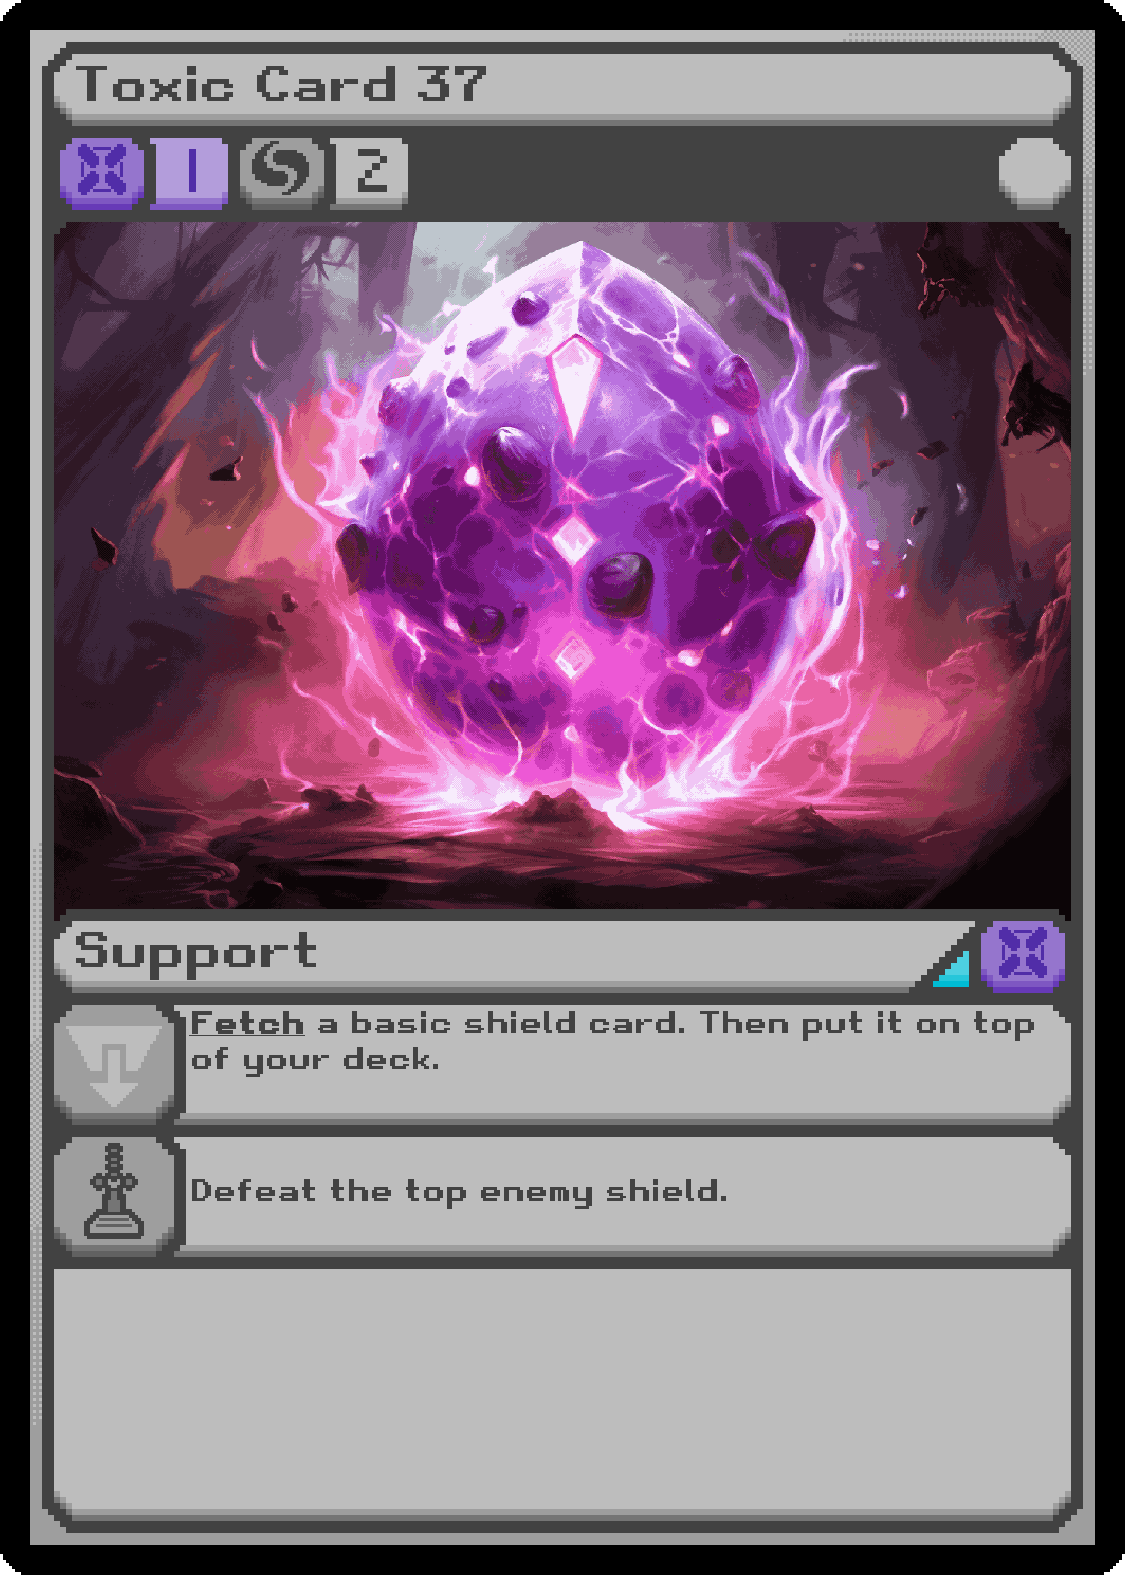 Toxic Card 37
1 2
Support
Fetch a basic shield card. Then put it on top
of your deck.
Defeat the top enemy shield.